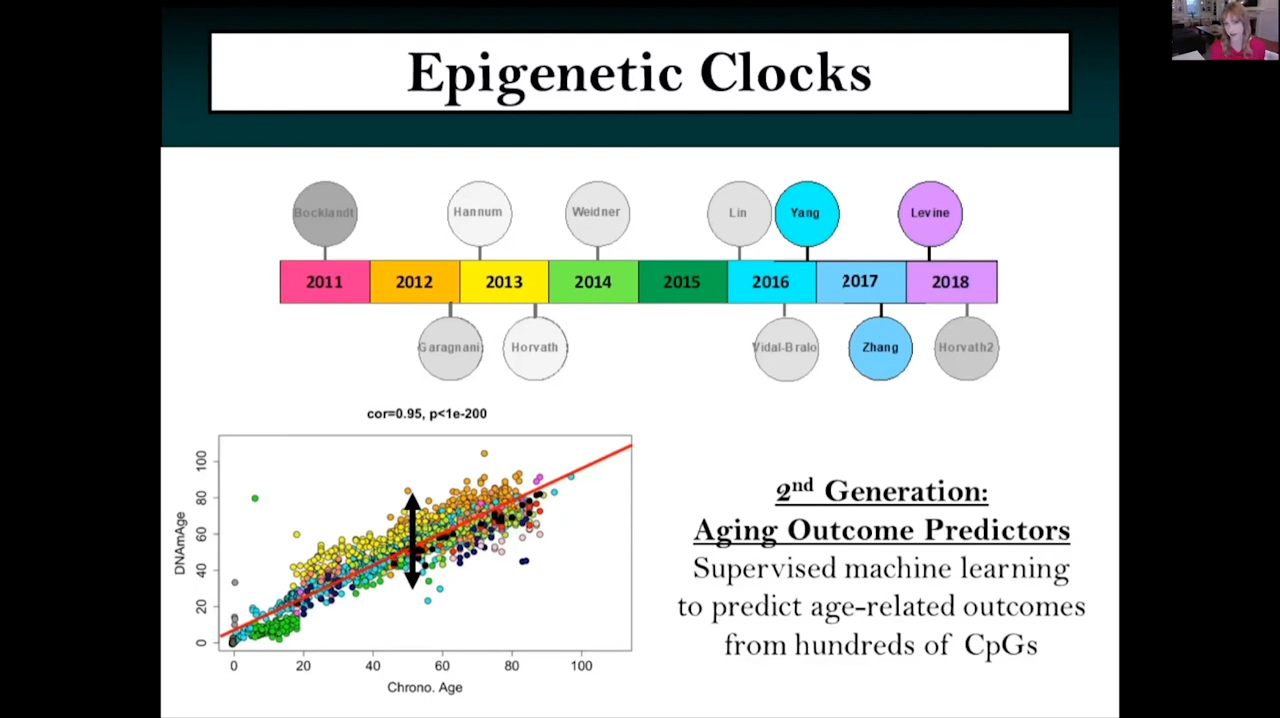 Epigenetic Clocks
Bocklandt
Hannum
Weidner
Lin
Yang
Levine
2011
2012
2013
2014
2015
2016
2017
2018
Garagnani
Horvath
Vidal-Bralo
Zhang
Horvath2
cor=0.95, p<1e-200
DNAmAge
0
20
40
60
80
100
0
20
40
60
80
100
Chrono. Age
2nd Generation:
Aging Outcome Predictors
Supervised machine learning
to predict age-related outcomes
from hundreds of CpGs